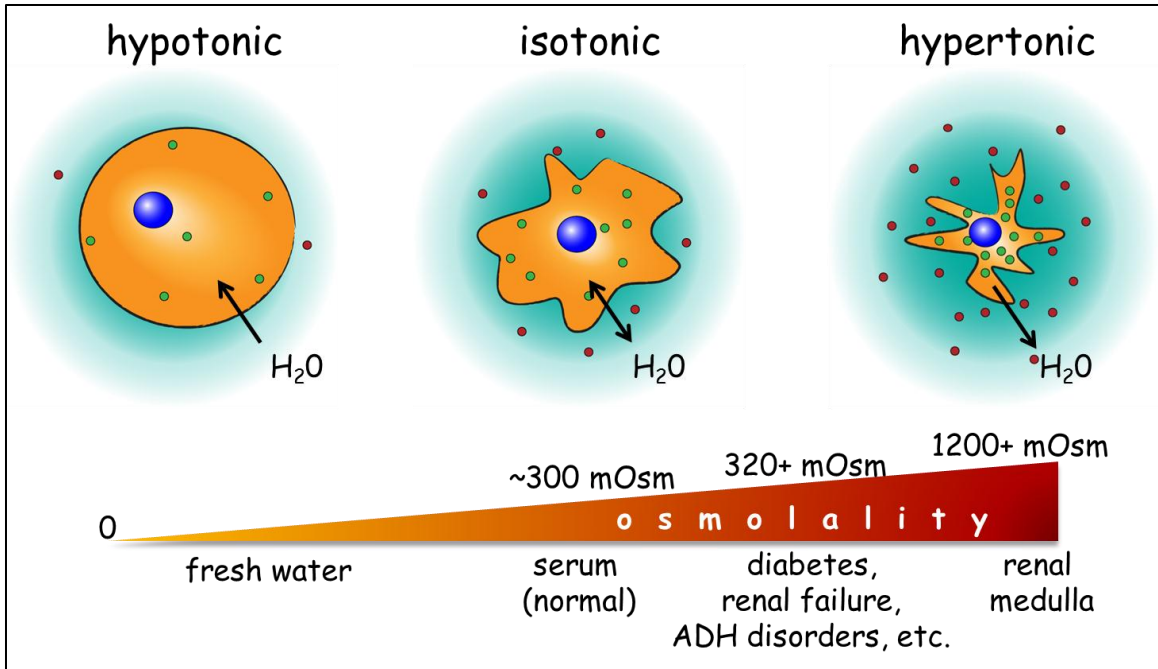 hypotonic
isotonic
hypertonic
H₂0
H₂0
H₂0
0
~300 mOsm
320+ mOsm
1200+ mOsm
osmolality
fresh water
serum
(normal)
diabetes,
renal failure,
ADH disorders, etc.
renal
medulla